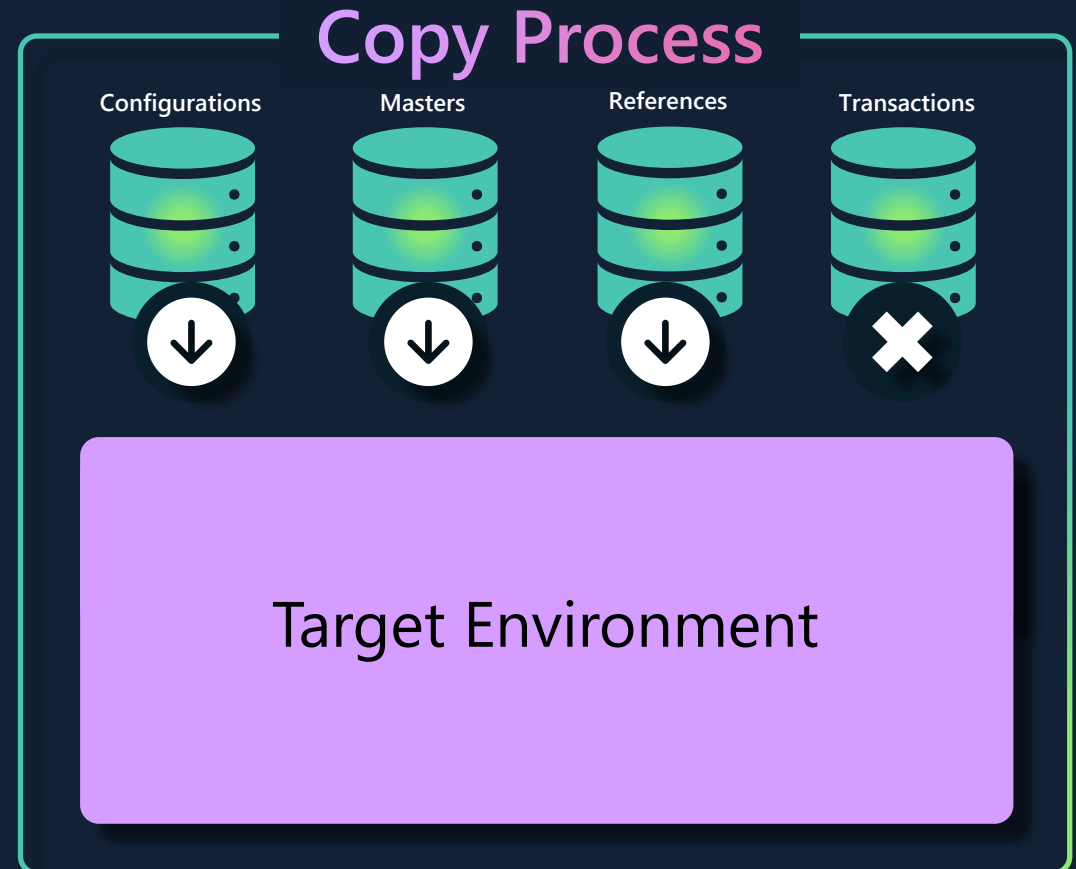 Copy Process
Configurations
Masters
References
Transactions
Target Environment